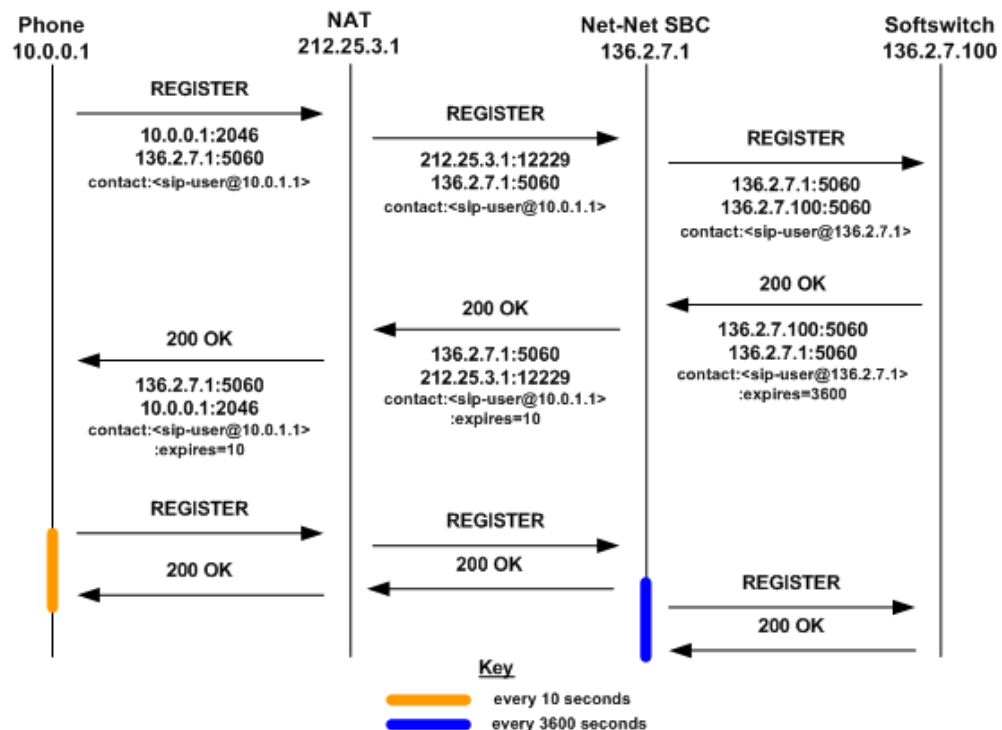 Phone
10.0.0.1
NAT
212.25.3.1
Net-Net SBC
136.2.7.1
Softswitch
136.2.7.100
REGISTER
10.0.0.1:2046
136.2.7.1:5060
contact:<sip-user@10.0.1.1>
REGISTER
212.25.3.1:12229
136.2.7.1:5060
contact:<sip-user@10.0.1.1>
REGISTER
136.2.7.1:5060
136.2.7.100:5060
contact:<sip-user@136.2.7.1>
200 OK
136.2.7.100:5060
136.2.7.1:5060
contact:<sip-user@136.2.7.1>
:expires=3600
200 OK
136.2.7.1:5060
212.25.3.1:12229
contact:<sip-user@10.0.1.1>
:expires=10
200 OK
136.2.7.1:5060
10.0.0.1:2046
contact:<sip-user@10.0.1.1>
:expires=10
REGISTER
REGISTER
200 OK
200 OK
REGISTER
200 OK
Key
every 10 seconds
every 3600 seconds